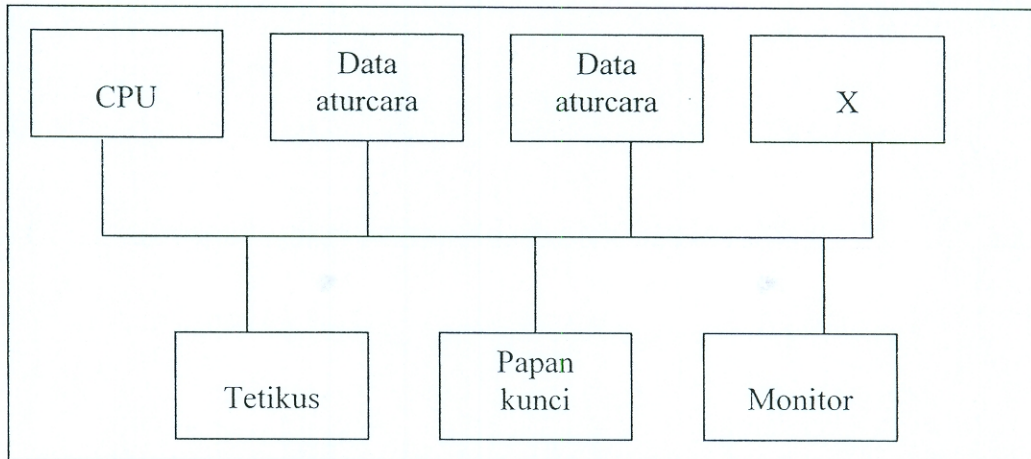 CPU
Data
aturcara
Data
aturcara
X
Tetikus
Papan
kunci
Monitor